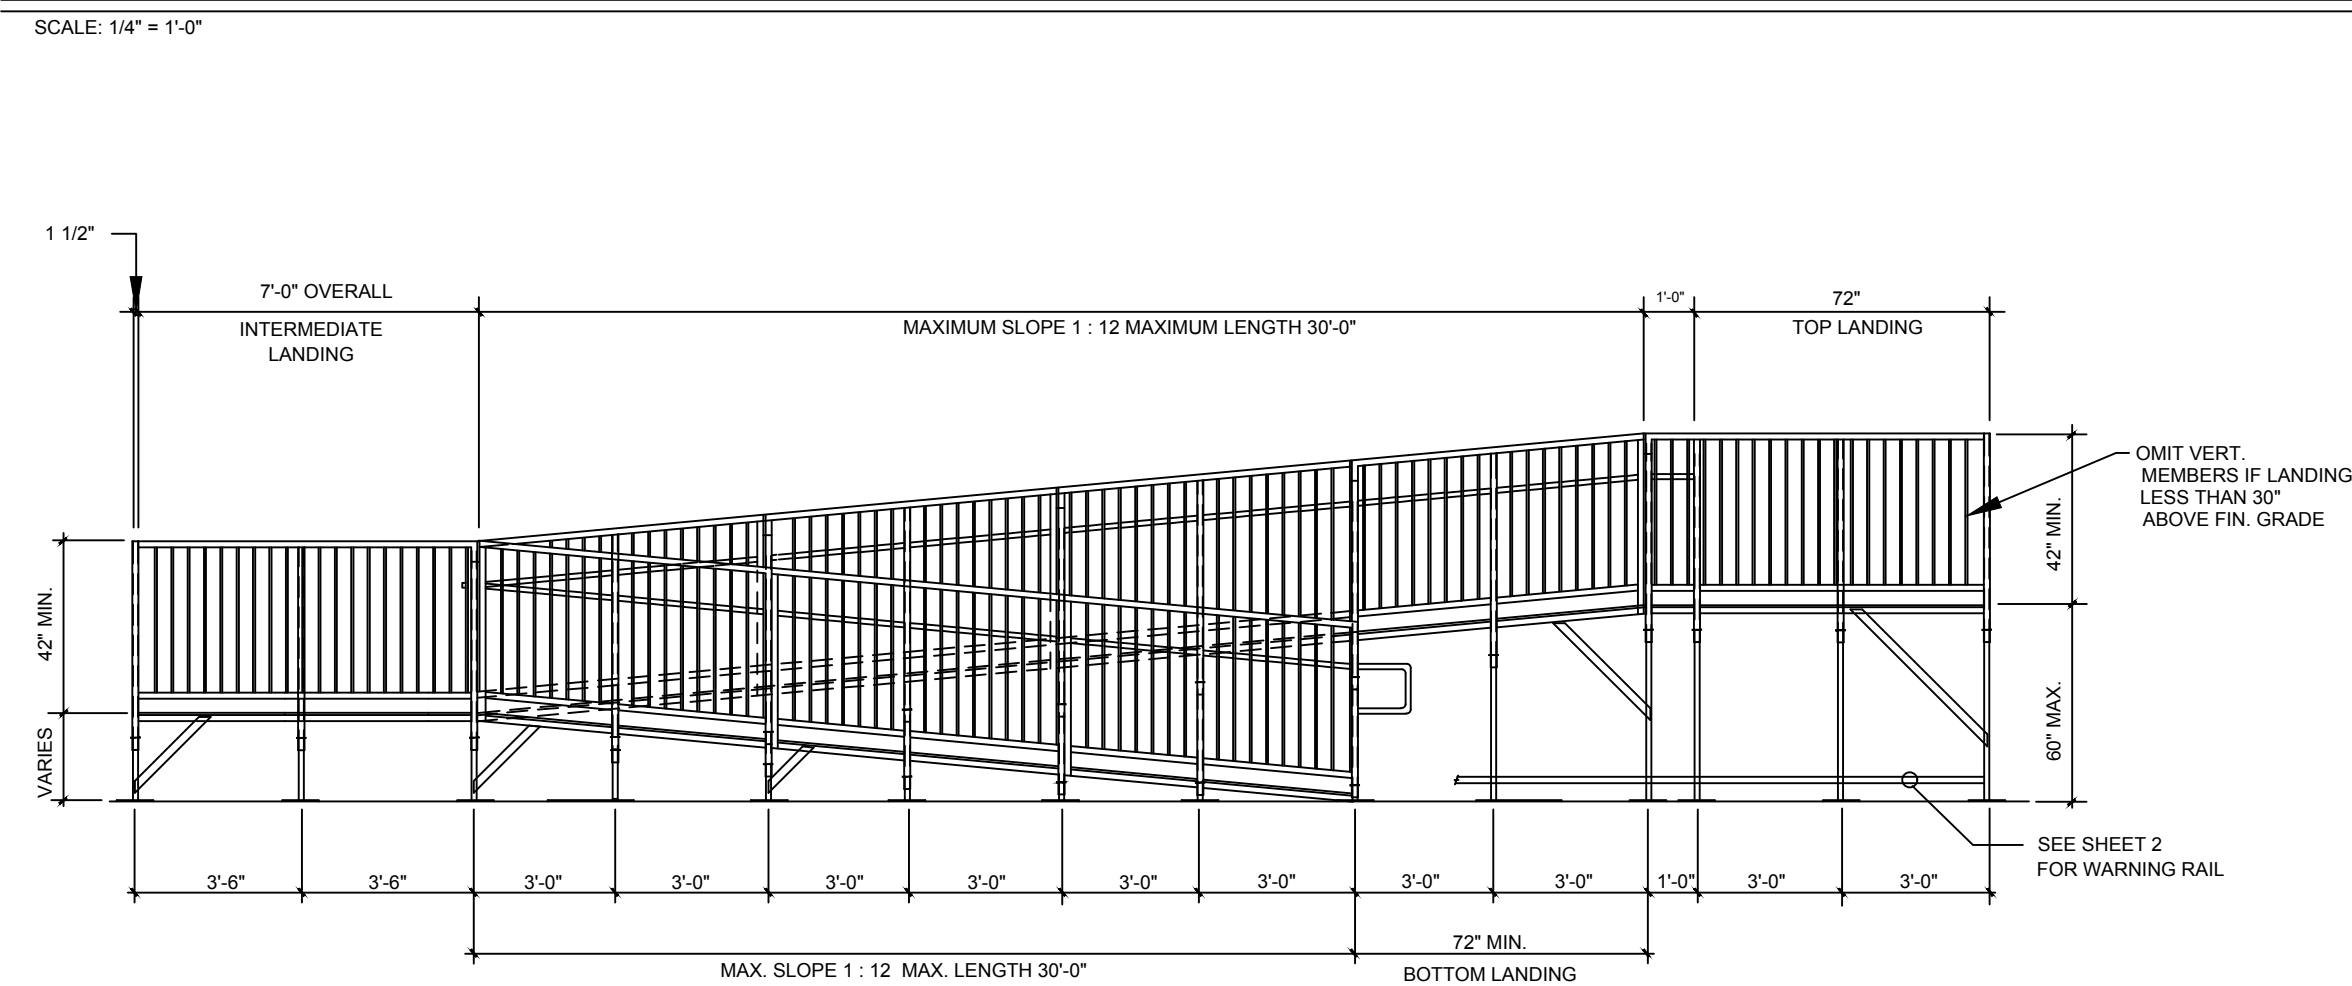 SCALE: 1/4" = 1'-0"
1 1/2"
7'-0" OVERALL
INTERMEDIATE
LANDING
MAXIMUM SLOPE 1 : 12 MAXIMUM LENGTH 30'-0"
1'-0"
72"
TOP LANDING
OMIT VERT.
MEMBERS IF LANDING
LESS THAN 30"
ABOVE FIN. GRADE
42" MIN.
60" MAX.
42" MIN.
VARIES
SEE SHEET 2
FOR WARNING RAIL
3'-6"
3'-6"
3'-0"
3'-0"
3'-0"
3'-0"
3'-0"
3'-0"
3'-0"
3'-0"
1'-0"
3'-0"
3'-0"
MAX. SLOPE 1 : 12 MAX. LENGTH 30'-0"
72" MIN.
BOTTOM LANDING